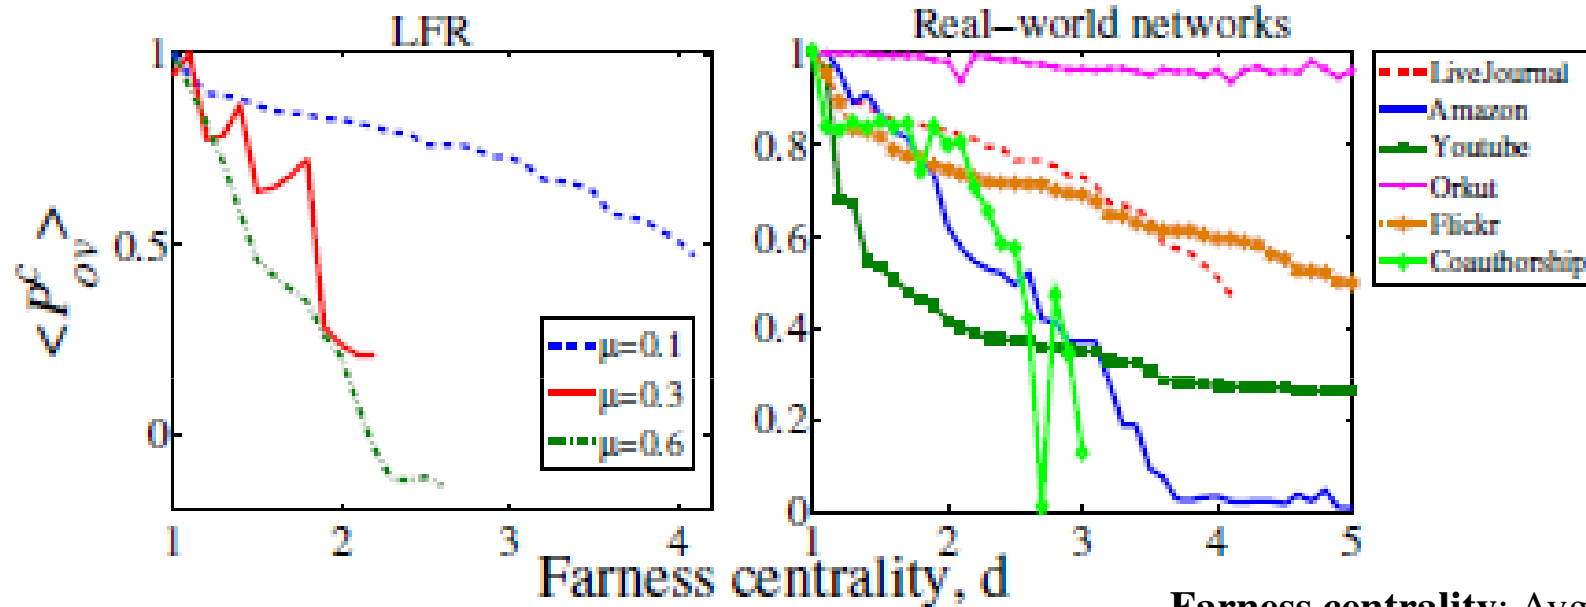 LFR
1
0.5
0
<P^c_ov>
1
2
3
4
μ=0.1
μ=0.3
μ=0.6
Real-world networks
1
0.8
0.6
0.4
0.2
0
1
2
3
4
5
LiveJournal
Amazon
Youtube
Orkut
Flickr
Coauthorship
Farness centrality, d
Farness centrality: